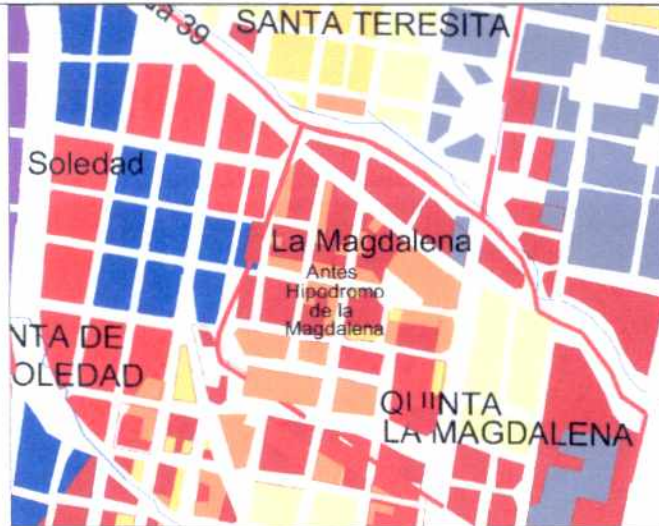 39
SANTA TERESITA
Soledad
La Magdalena
Antes
Hipodromo
de la
Magdalena
NTA DE
OLEDAD
QUINTA
LA MAGDALENA